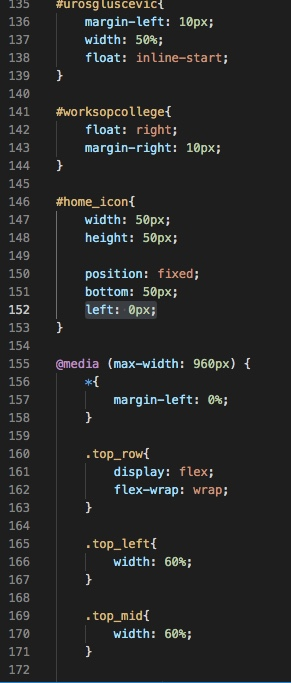 135 #urosgluscevic{
136 margin-left: 10px;
137 width: 50%;
138 float: inline-start;
139 }
140
141 #worksopcollege{
142 float: right;
143 margin-right: 10px;
144 }
145
146 #home_icon{
147 width: 50px;
148 height: 50px;
149
150 position: fixed;
151 bottom: 50px;
152 left: 0px;
153 }
154
155 @media (max-width: 960px) {
156 *{
157 margin-left: 0%;
158 }
159
160 .top_row{
161 display: flex;
162 flex-wrap: wrap;
163 }
164
165 .top_left{
166 width: 60%;
167 }
168
169 .top_mid{
170 width: 60%;
171 }
172